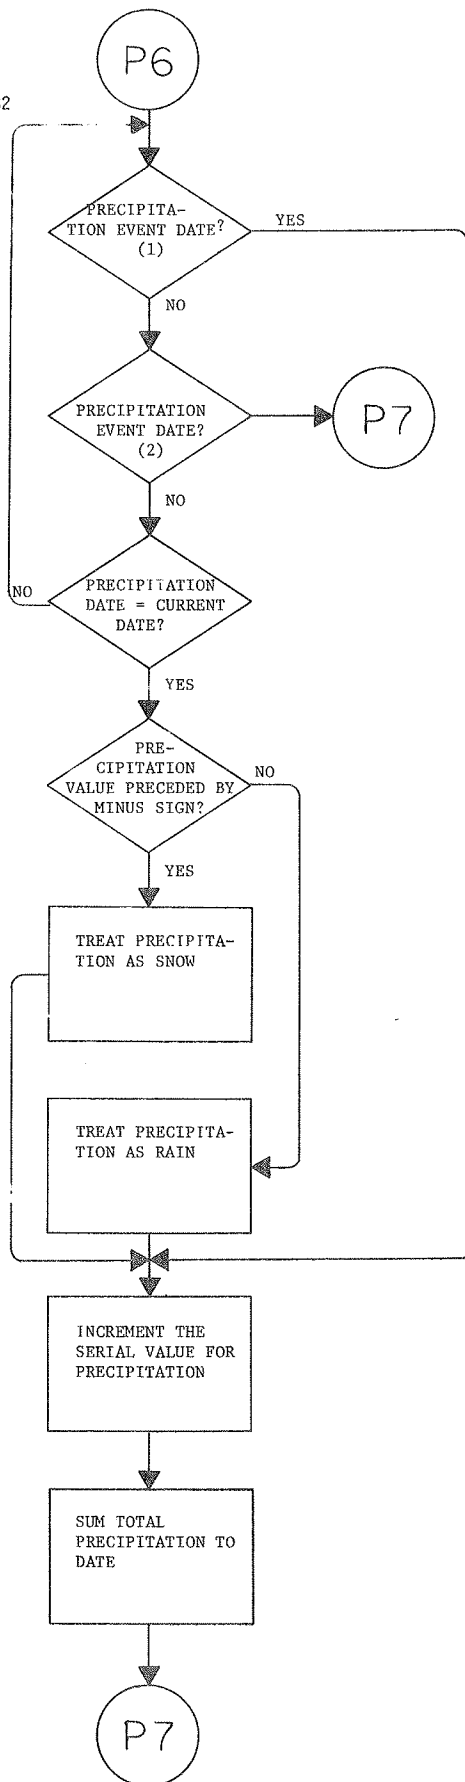 P6
2
PRECIPITA-
TION EVENT DATE?
(1)
YES
NO
PRECIPITATION
EVENT DATE?
(2)
P7
NO
PRECIPITATION
DATE = CURRENT
DATE?
NO
YES
PRE-
CIPITATION
VALUE PRECEDED BY
MINUS SIGN?
NO
YES
TREAT PRECIPITA-
TION AS SNOW
TREAT PRECIPITA-
TION AS RAIN
INCREMENT THE
SERIAL VALUE FOR
PRECIPITATION
SUM TOTAL
PRECIPITATION TO
DATE
P7